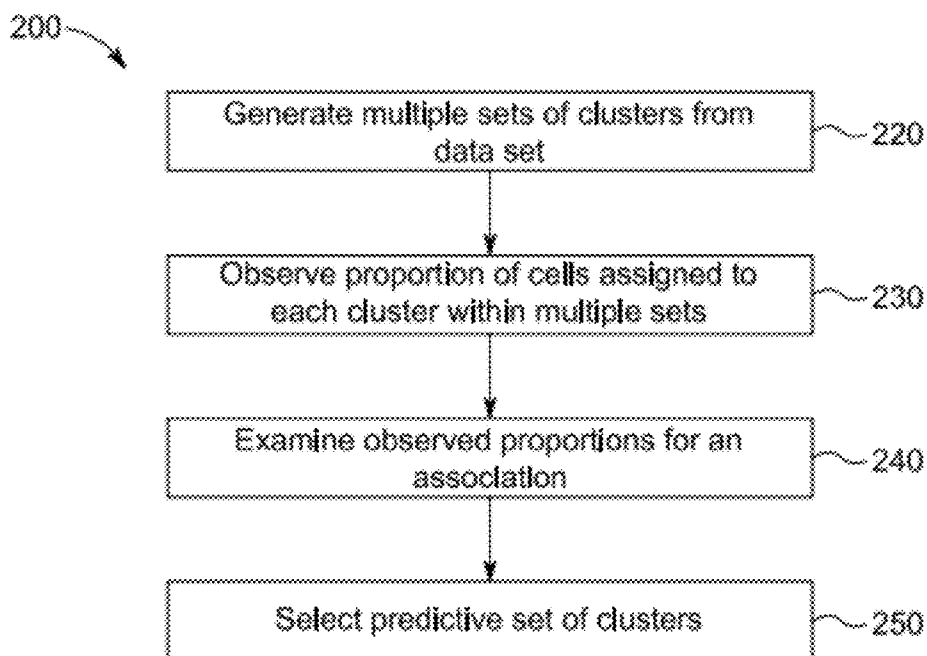 200
Generate multiple sets of clusters from
data set
220
Observe proportion of cells assigned to
each cluster within multiple sets
230
Examine observed proportions for an
association
240
Select predictive set of clusters
250